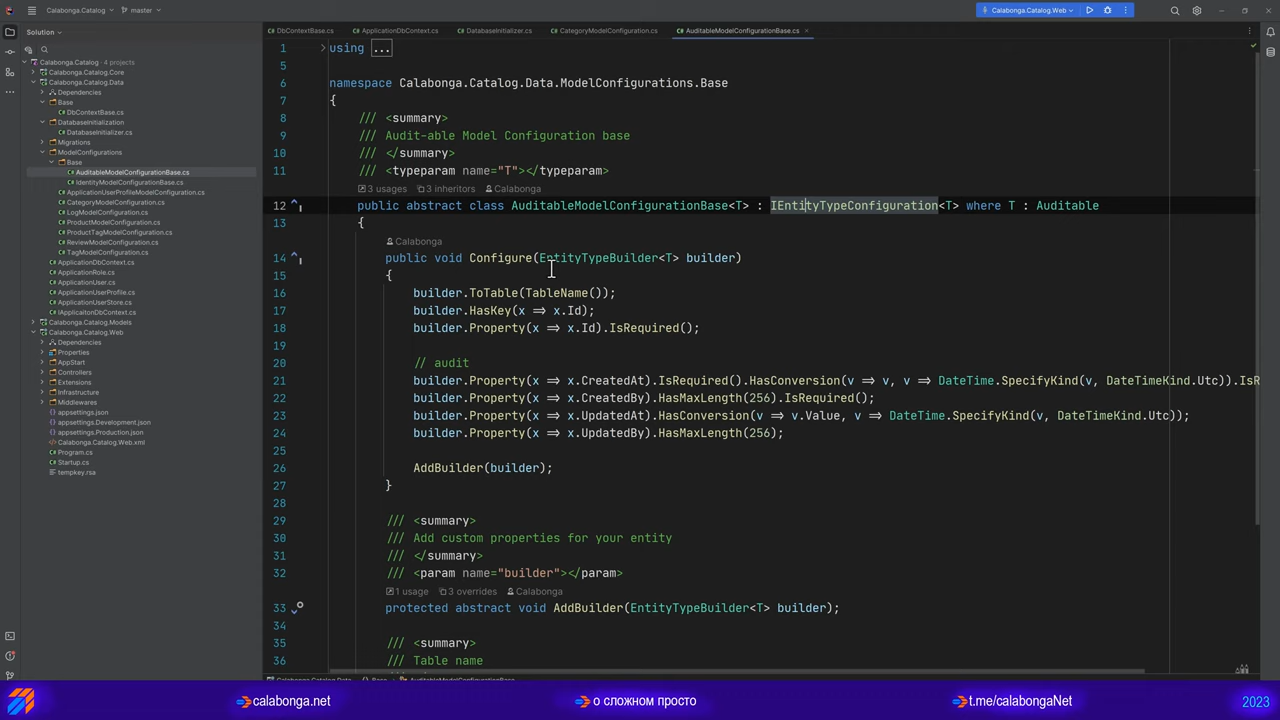 Calabonga.Catalog
master
Calabonga.Catalog.Web
Solution
DbContextBase.cs
ApplicationDbContext.cs
DatabaseInitializer.cs
CategoryModelConfiguration.cs
AuditableModelConfigurationBase.cs
Calabonga.Catalog · 4 projects
Calabonga.Catalog.Core
Calabonga.Catalog.Data
Dependencies
Base
DbContextBase.cs
DatabaseInitialization
DatabaseInitializer.cs
Migrations
ModelConfigurations
Base
AuditableModelConfigurationBase.cs
IdentityModelConfigurationBase.cs
ApplicationUserProfileModelConfiguration.cs
CategoryModelConfiguration.cs
LogModelConfiguration.cs
ProductModelConfiguration.cs
ProductTagModelConfiguration.cs
ReviewModelConfiguration.cs
TagModelConfiguration.cs
ApplicationDbContext.cs
ApplicationRole.cs
ApplicationUser.cs
ApplicationUserProfile.cs
ApplicationUserStore.cs
IApplicaitonDbContext.cs
Calabonga.Catalog.Models
Calabonga.Catalog.Web
Dependencies
Properties
AppStart
Controllers
Extensions
Infrastructure
Middlewares
appsettings.json
appsettings.Development.json
appsettings.Production.json
Calabonga.Catalog.Web.xml
Program.cs
Startup.cs
tempkey.rsa
1 using ...
5
6 namespace Calabonga.Catalog.Data.ModelConfigurations.Base
7 {
8 /// <summary>
9 /// Audit-able Model Configuration base
10 /// </summary>
11 /// <typeparam name="T"></typeparam>
3 usages 3 inheritors Calabonga
12 public abstract class AuditableModelConfigurationBase<T> : IEntityTypeConfiguration<T> where T : Auditable
13 {
Calabonga
14 public void Configure(EntityTypeBuilder<T> builder)
15 {
16 builder.ToTable(TableName());
17 builder.HasKey(x => x.Id);
18 builder.Property(x => x.Id).IsRequired();
19
20 // audit
21 builder.Property(x => x.CreatedAt).IsRequired().HasConversion(v => v, v => DateTime.SpecifyKind(v, DateTimeKind.Utc)).IsR
22 builder.Property(x => x.CreatedBy).HasMaxLength(256).IsRequired();
23 builder.Property(x => x.UpdatedAt).HasConversion(v => v.Value, v => DateTime.SpecifyKind(v, DateTimeKind.Utc));
24 builder.Property(x => x.UpdatedBy).HasMaxLength(256);
25
26 AddBuilder(builder);
27 }
28
29 /// <summary>
30 /// Add custom properties for your entity
31 /// </summary>
32 /// <param name="builder"></param>
1 usage 3 overrides Calabonga
33 protected abstract void AddBuilder(EntityTypeBuilder<T> builder);
34
35 /// <summary>
36 /// Table name
calabonga.net
о сложном просто
t.me/calabongaNet
2023